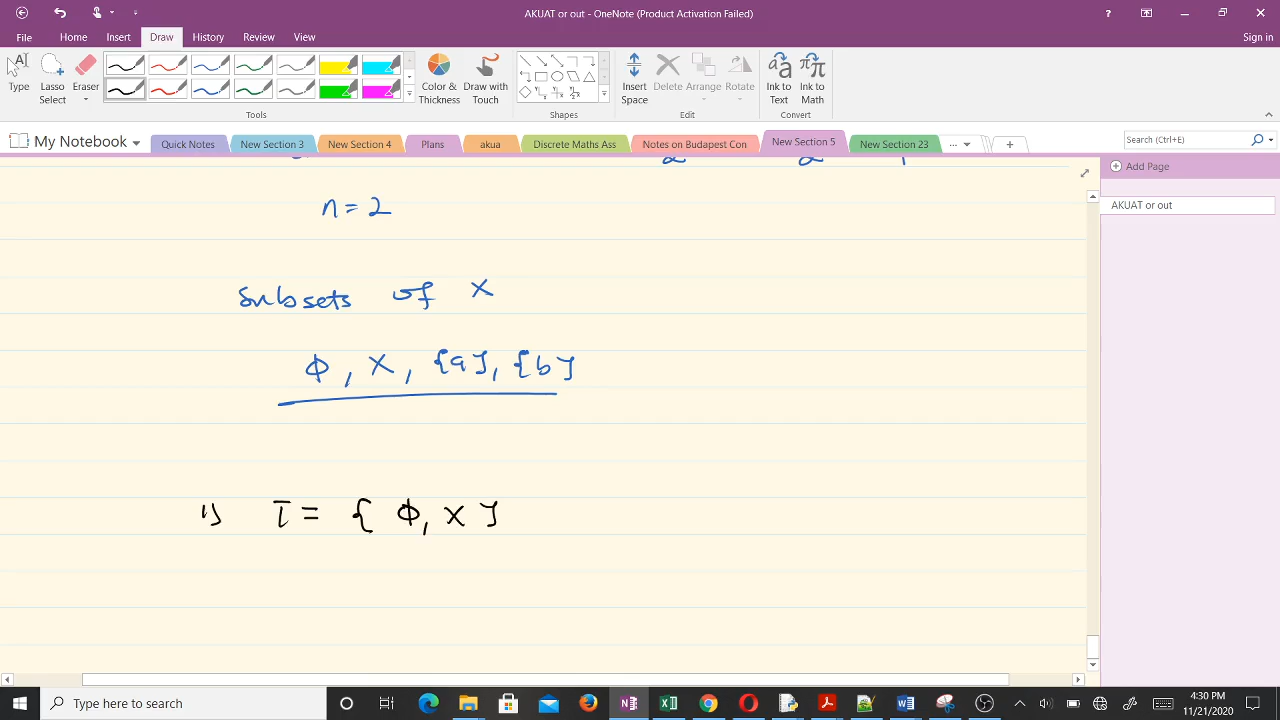 AKUAT or out - OneNote (Product Activation Failed)
File Home Insert Draw History Review View Sign in
Type Lasso Select Eraser Color & Thickness Draw with Touch Insert Space Delete Arrange Rotate Ink to Text Ink to Math
Tools Shapes Edit Convert
My Notebook Quick Notes New Section 3 New Section 4 Plans akua Discrete Maths Ass Notes on Budapest Con New Section 5 New Section 23 ... Search (Ctrl+E)
Add Page
AKUAT or out
n = 2
Subsets of X
Φ, X, {a}, {b}
τ = { Φ, X }
Type here to search
4:30 PM
11/21/2020